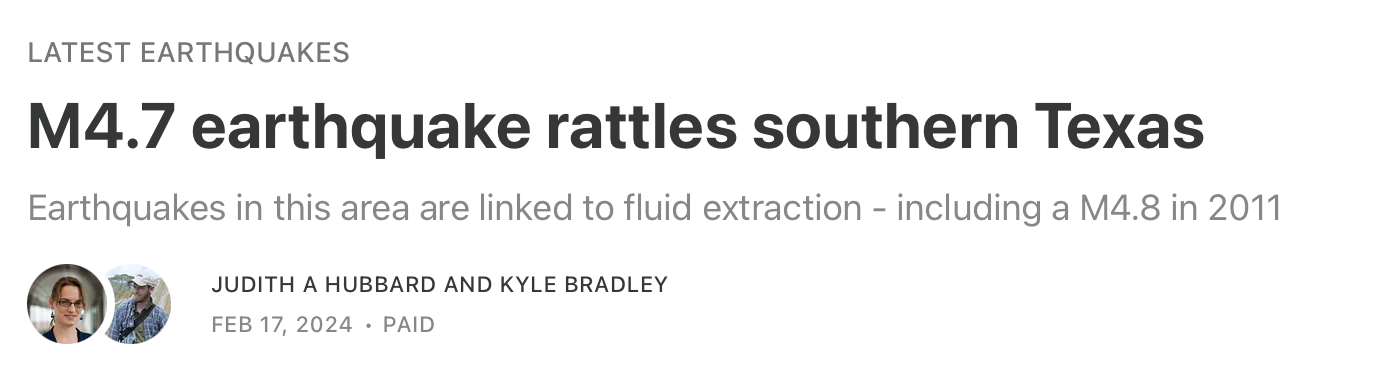 LATEST EARTHQUAKES
M4.7 earthquake rattles southern Texas
Earthquakes in this area are linked to fluid extraction - including a M4.8 in 2011
JUDITH A HUBBARD AND KYLE BRADLEY
FEB 17, 2024 • PAID